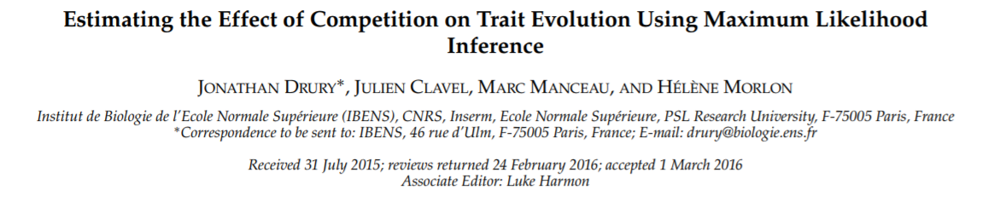 Estimating the Effect of Competition on Trait Evolution Using Maximum Likelihood
Inference
JONATHAN DRURY*, JULIEN CLAVEL, MARC MANCEAU, AND HÉLÈNE MORLON
Institut de Biologie de l'Ecole Normale Supérieure (IBENS), CNRS, Inserm, Ecole Normale Supérieure, PSL Research University, F-75005 Paris, France
*Correspondence to be sent to: IBENS, 46 rue d'Ulm, F-75005 Paris, France; E-mail: drury@biologie.ens.fr
Received 31 July 2015; reviews returned 24 February 2016; accepted 1 March 2016
Associate Editor: Luke Harmon